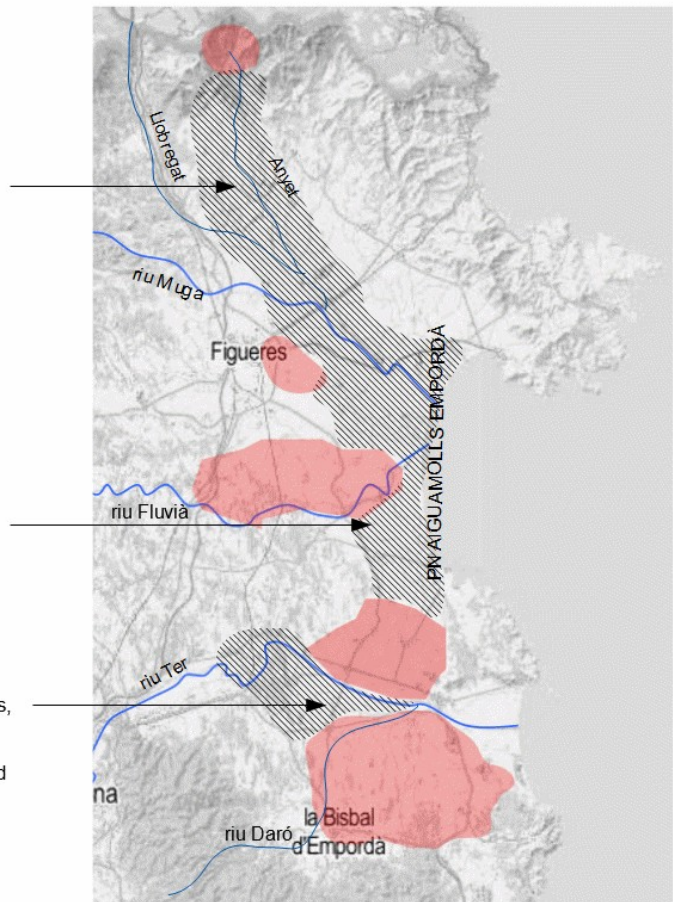 Llobregat
Anyet
riu Muga
Figueres
PN AIGUAMOLLS EMPORDÀ
riu Fluvià
riu Ter
s,
d
na
riu Daró
la Bisbal
d'Empordà